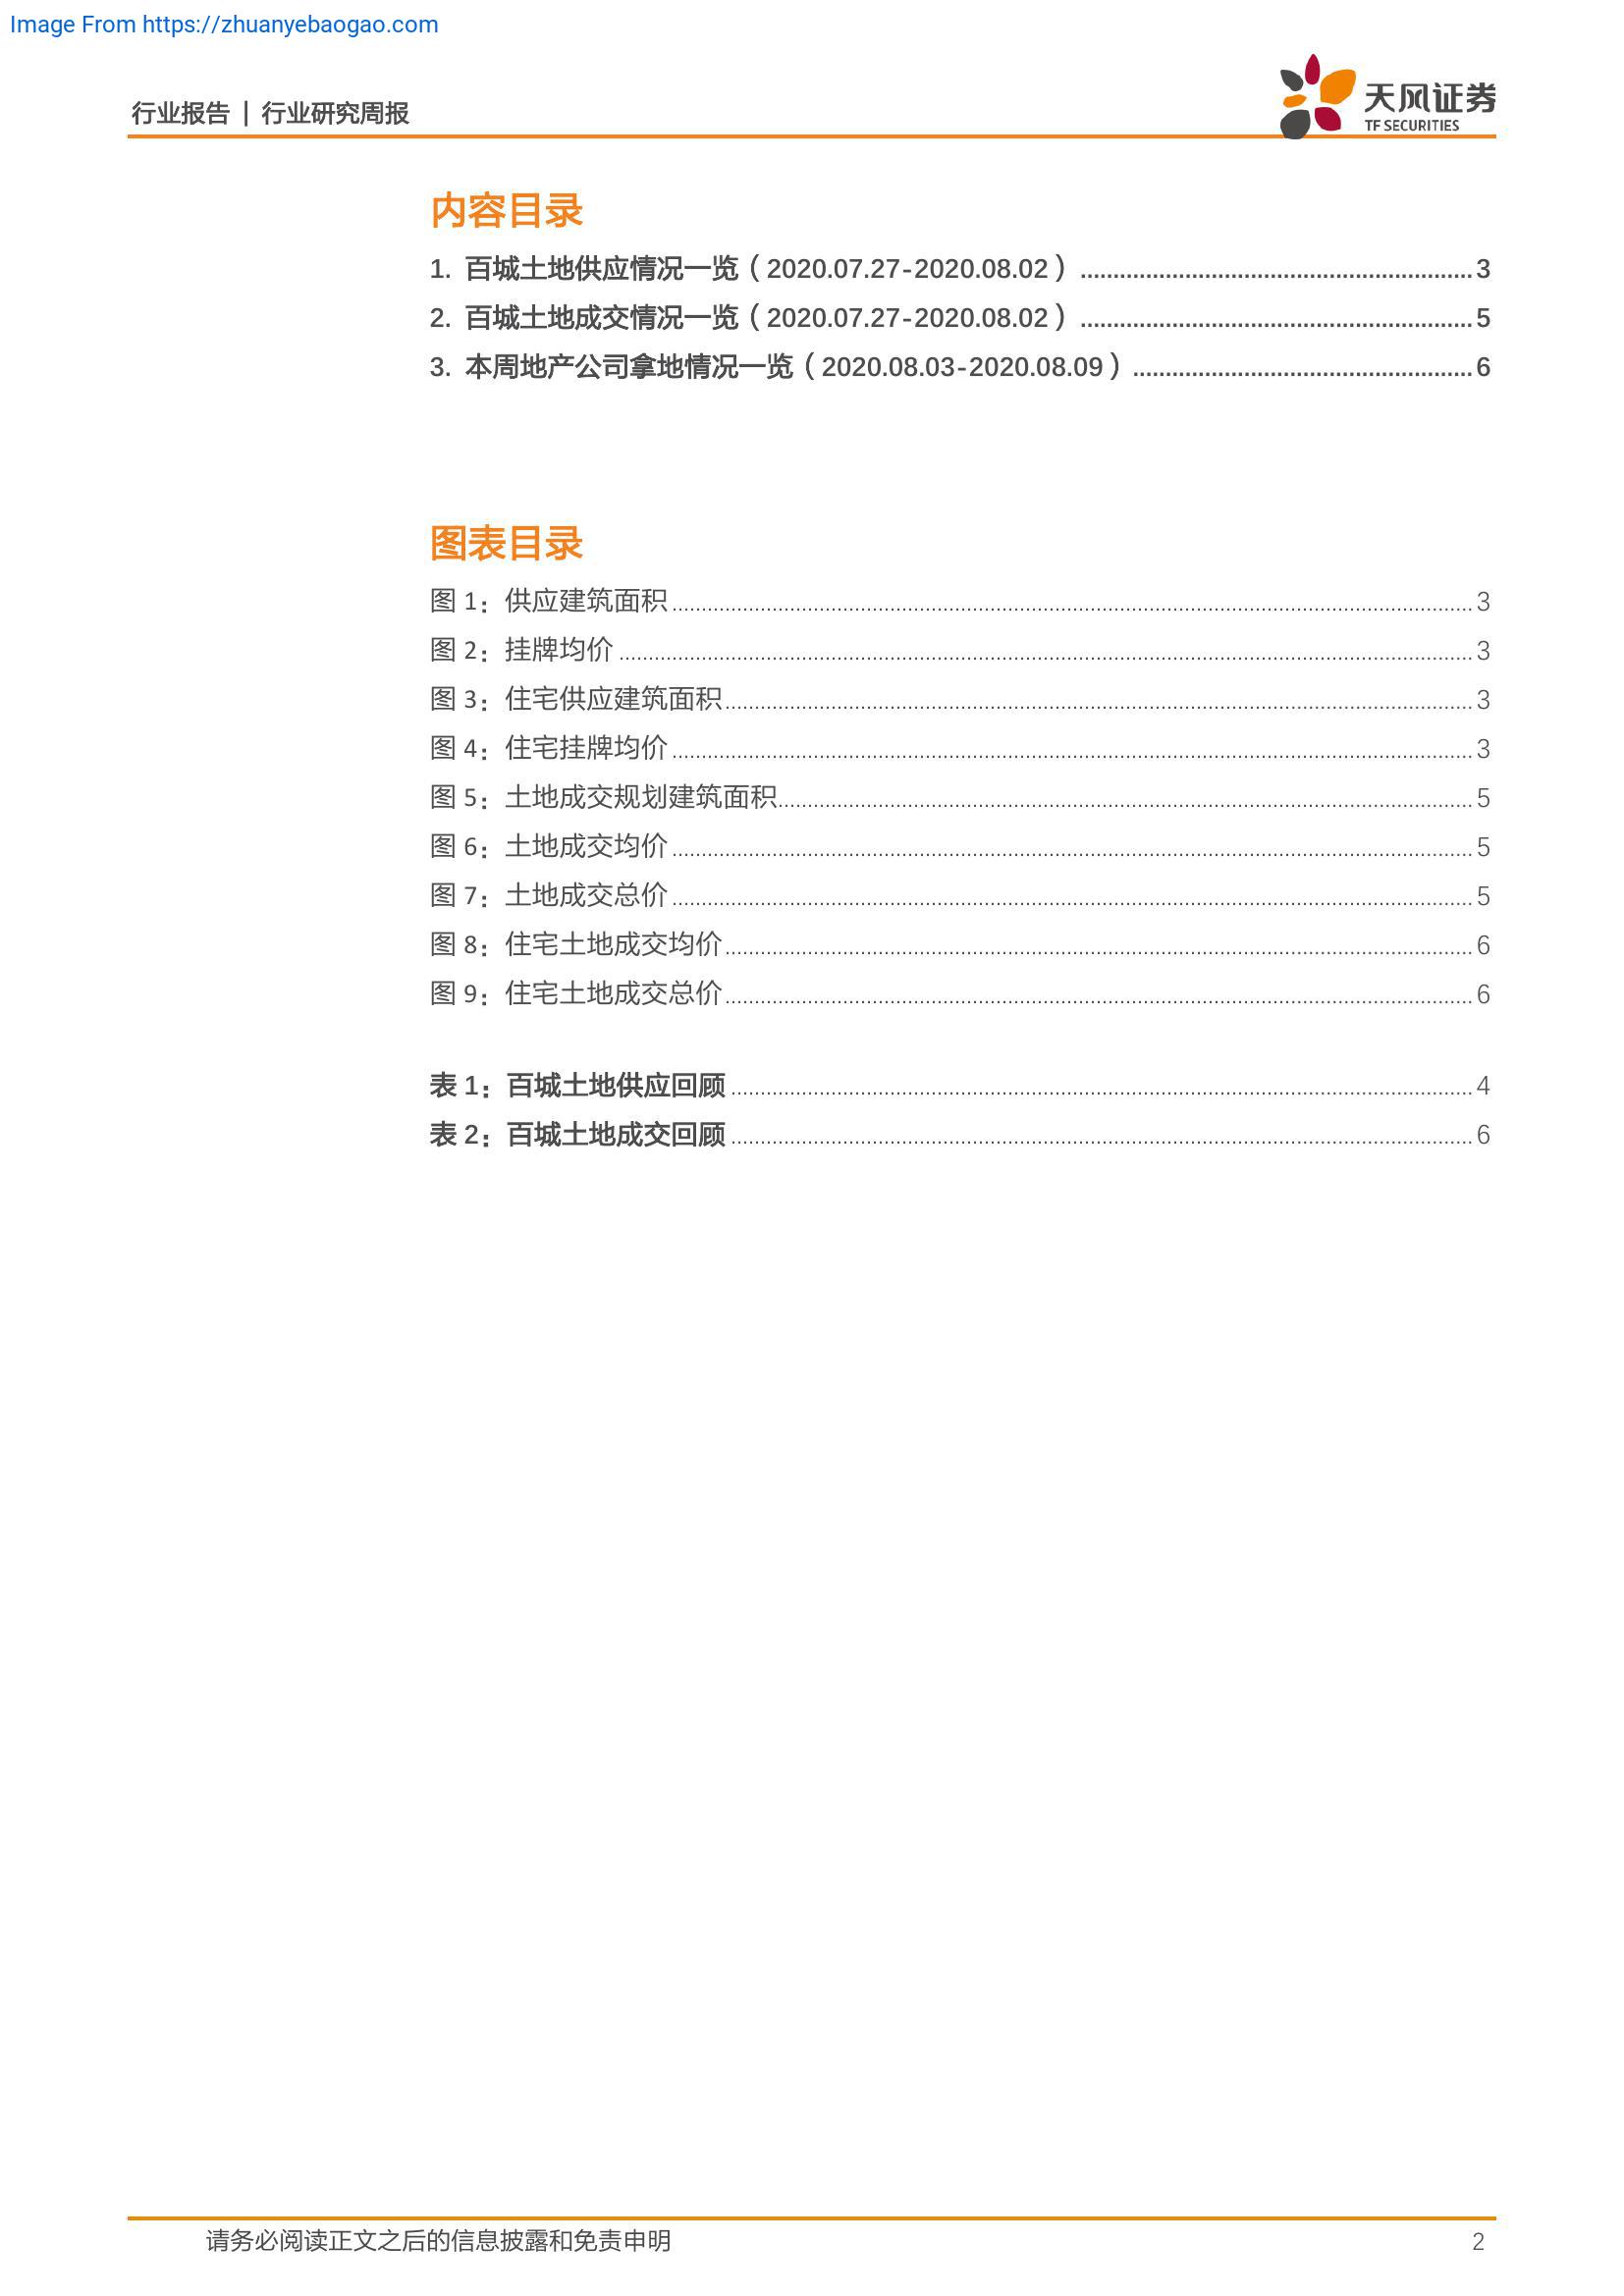 Image From https://zhuanyebaogao.com
行业报告 | 行业研究周报
天风证券
TF SECURITIES
内容目录
1. 百城土地供应情况一览（2020.07.27-2020.08.02）......................................................3
2. 百城土地成交情况一览（2020.07.27-2020.08.02）......................................................5
3. 本周地产公司拿地情况一览（2020.08.03-2020.08.09）...............................................6
图表目录
图 1：供应建筑面积......................................................3
图 2：挂牌均价......................................................3
图 3：住宅供应建筑面积......................................................3
图 4：住宅挂牌均价......................................................3
图 5：土地成交规划建筑面积......................................................5
图 6：土地成交均价......................................................5
图 7：土地成交总价......................................................5
图 8：住宅土地成交均价......................................................6
图 9：住宅土地成交总价......................................................6
表 1：百城土地供应回顾......................................................4
表 2：百城土地成交回顾......................................................6
请务必阅读正文之后的信息披露和免责申明 2